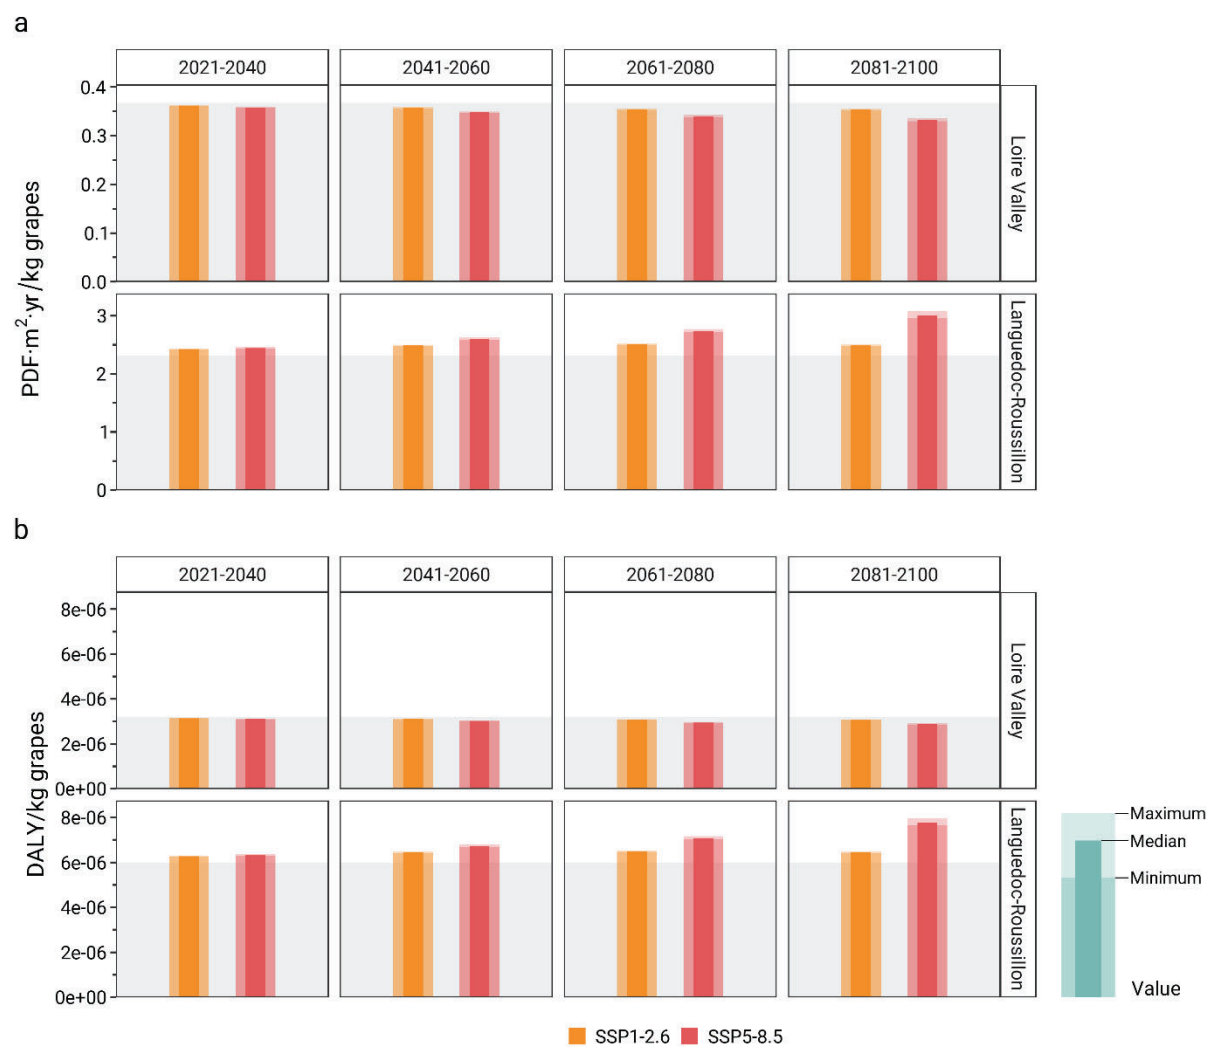 a
2021-2040 2041-2060 2061-2080 2081-2100
0.4
0.3
0.2
0.1
0.0
Loire Valley
PDF·m²·yr/kg grapes
3
2
1
0
Languedoc-Roussillon
b
2021-2040 2041-2060 2061-2080 2081-2100
8e-06
6e-06
4e-06
2e-06
0e+00
Loire Valley
DALY/kg grapes
8e-06
6e-06
4e-06
2e-06
0e+00
Languedoc-Roussillon
Maximum
Median
Minimum
Value
SSP1-2.6 SSP5-8.5